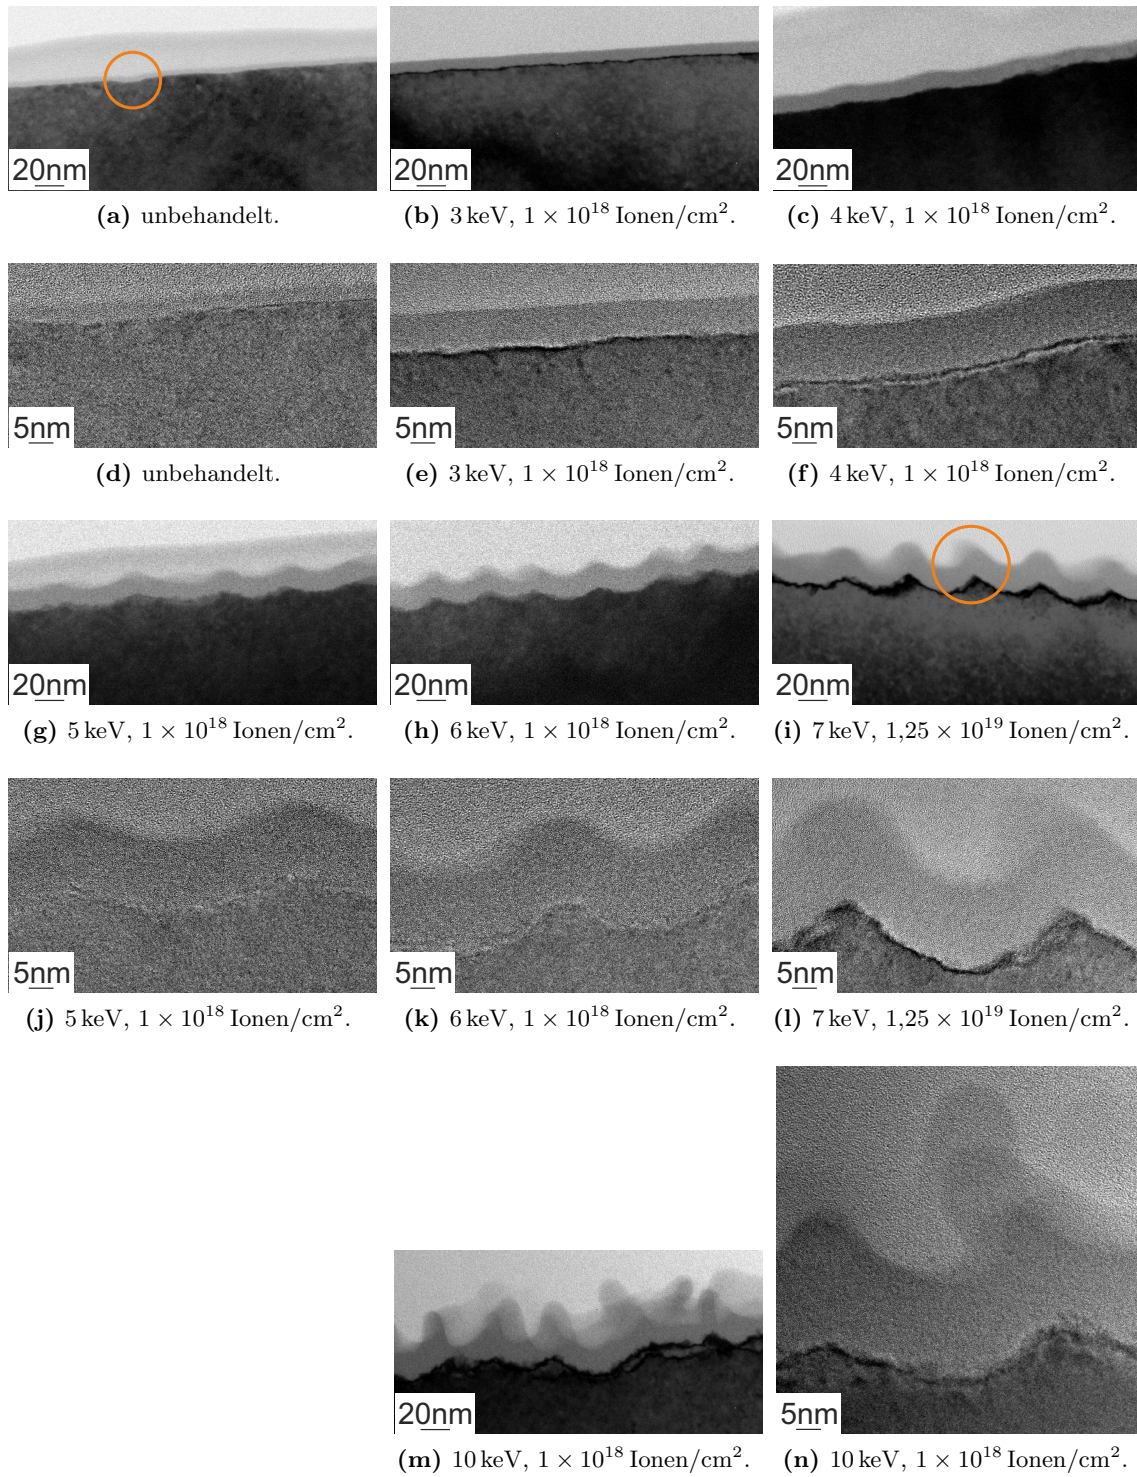 20nm 20nm 20nm
(a) unbehandelt. (b) 3 keV, 1 × 10¹⁸ Ionen/cm². (c) 4 keV, 1 × 10¹⁸ Ionen/cm².
5nm 5nm 5nm
(d) unbehandelt. (e) 3 keV, 1 × 10¹⁸ Ionen/cm². (f) 4 keV, 1 × 10¹⁸ Ionen/cm².
20nm 20nm 20nm
(g) 5 keV, 1 × 10¹⁸ Ionen/cm². (h) 6 keV, 1 × 10¹⁸ Ionen/cm². (i) 7 keV, 1,25 × 10¹⁹ Ionen/cm².
5nm 5nm 5nm
(j) 5 keV, 1 × 10¹⁸ Ionen/cm². (k) 6 keV, 1 × 10¹⁸ Ionen/cm². (l) 7 keV, 1,25 × 10¹⁹ Ionen/cm².
20nm 5nm
(m) 10 keV, 1 × 10¹⁸ Ionen/cm². (n) 10 keV, 1 × 10¹⁸ Ionen/cm².